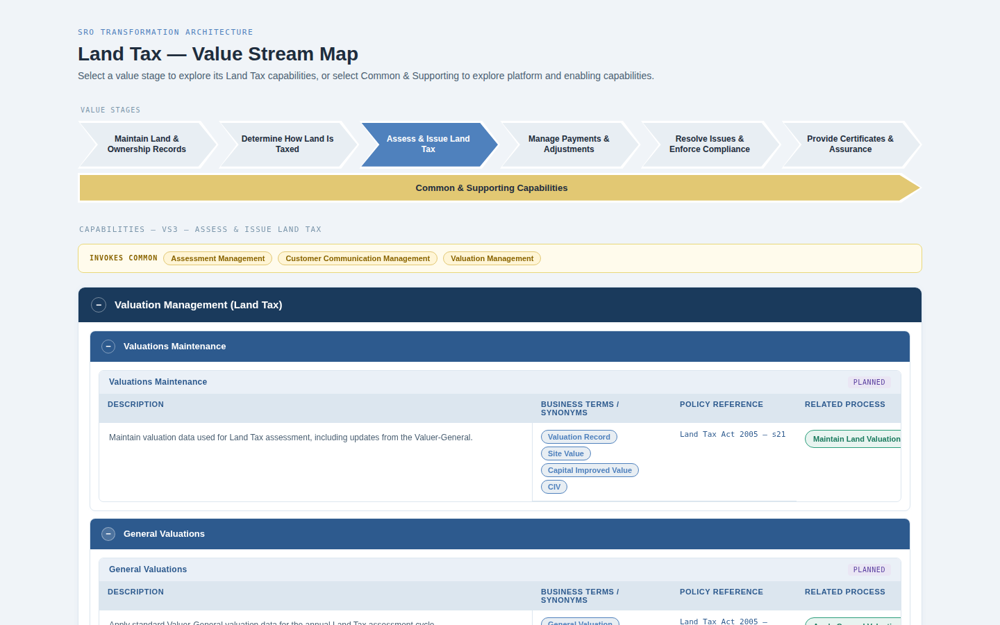 SRO TRANSFORMATION ARCHITECTURE
Land Tax — Value Stream Map
Select a value stage to explore its Land Tax capabilities, or select Common & Supporting to explore platform and enabling capabilities.
VALUE STAGES
Maintain Land &
Ownership Records
Determine How Land Is
Taxed
Assess & Issue Land
Tax
Manage Payments &
Adjustments
Resolve Issues &
Enforce Compliance
Provide Certificates &
Assurance
Common & Supporting Capabilities
CAPABILITIES — VS3 — ASSESS & ISSUE LAND TAX
INVOKES COMMON Assessment Management Customer Communication Management Valuation Management
− Valuation Management (Land Tax)
− Valuations Maintenance
Valuations Maintenance PLANNED
DESCRIPTION BUSINESS TERMS / SYNONYMS POLICY REFERENCE RELATED PROCESS
Maintain valuation data used for Land Tax assessment, including updates from the Valuer-General.
Valuation Record
Site Value
Capital Improved Value
CIV
Land Tax Act 2005 — s21
Maintain Land Valuation
− General Valuations
General Valuations PLANNED
DESCRIPTION BUSINESS TERMS / SYNONYMS POLICY REFERENCE RELATED PROCESS
Apply standard Valuer-General valuation data for the annual Land Tax assessment cycle.
General Valuation
Land Tax Act 2005 —